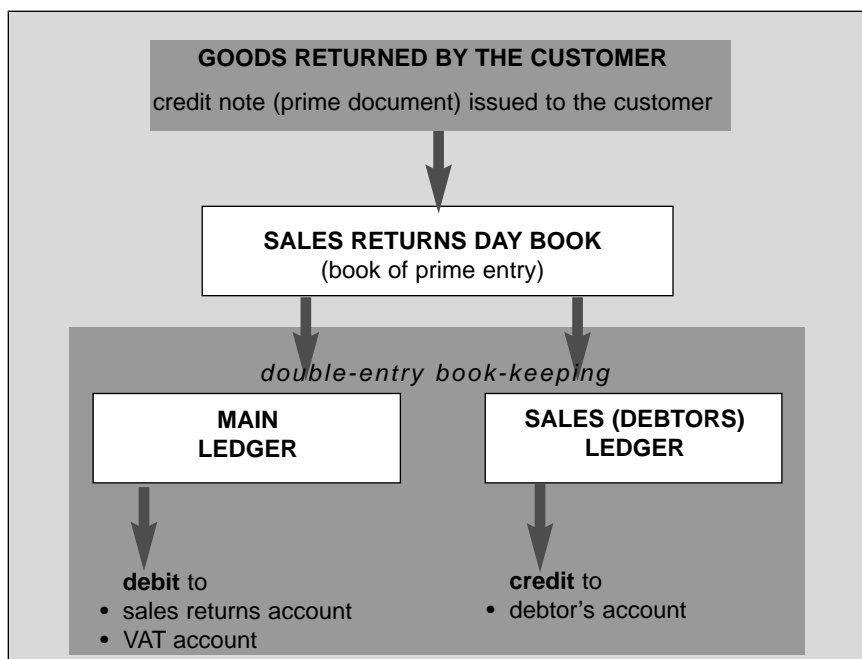 GOODS RETURNED BY THE CUSTOMER
credit note (prime document) issued to the customer
SALES RETURNS DAY BOOK
(book of prime entry)
double-entry book-keeping
MAIN
LEDGER
SALES (DEBTORS)
LEDGER
debit to
• sales returns account
• VAT account
credit to
• debtor’s account